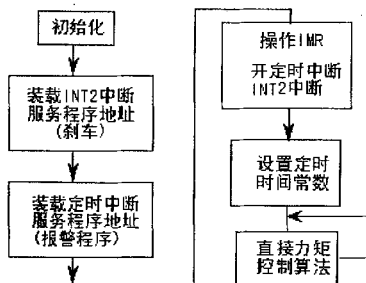 初始化
装载INT2中断
服务程序地址
(刹车)
装载定时中断
服务程序地址
(报警程序)
操作IMR
开定时中断
INT2中断
设置定时
时间常数
直接力矩
控制算法